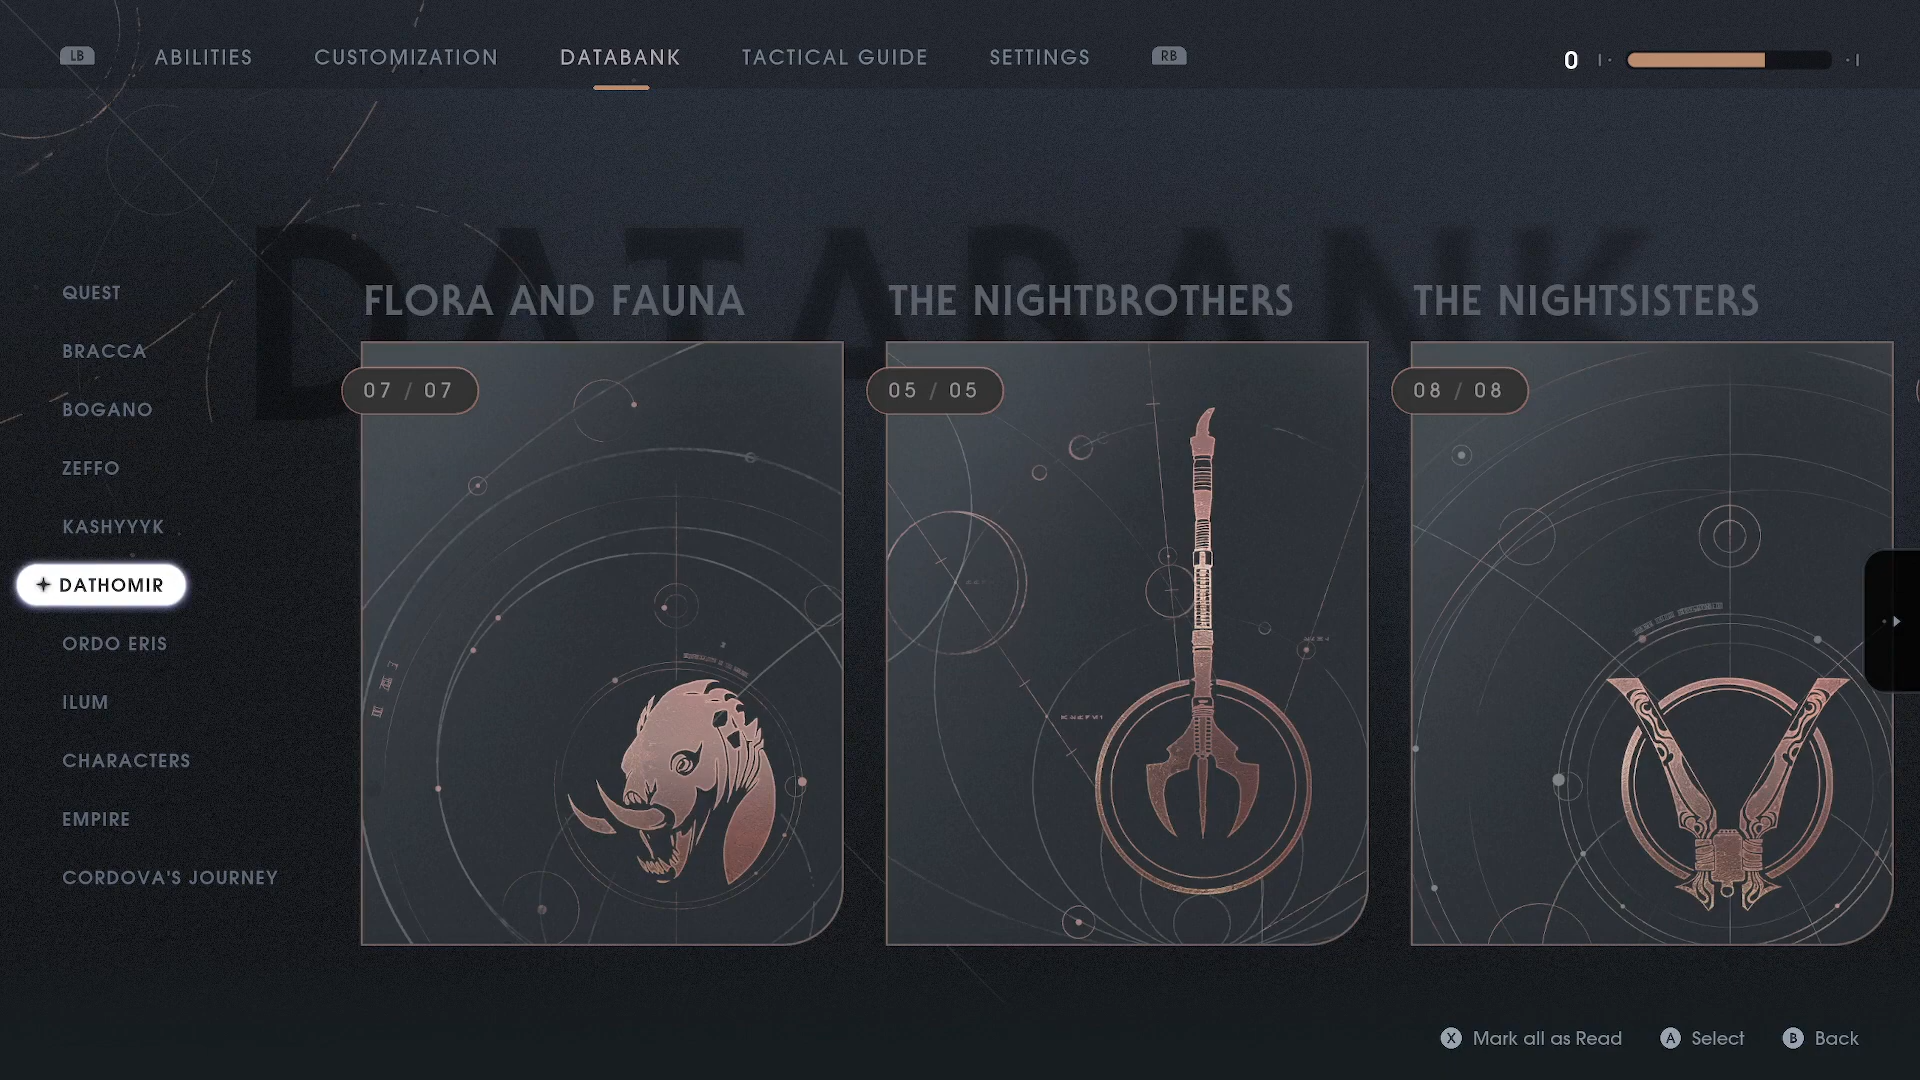 LB ABILITIES CUSTOMIZATION DATABANK TACTICAL GUIDE SETTINGS RB 0
DATABANK
QUEST
BRACCA
BOGANO
ZEFFO
KASHYYYK
DATHOMIR
ORDO ERIS
ILUM
CHARACTERS
EMPIRE
CORDOVA'S JOURNEY
FLORA AND FAUNA
07 / 07
THE NIGHTBROTHERS
05 / 05
THE NIGHTSISTERS
08 / 08
X Mark all as Read A Select B Back